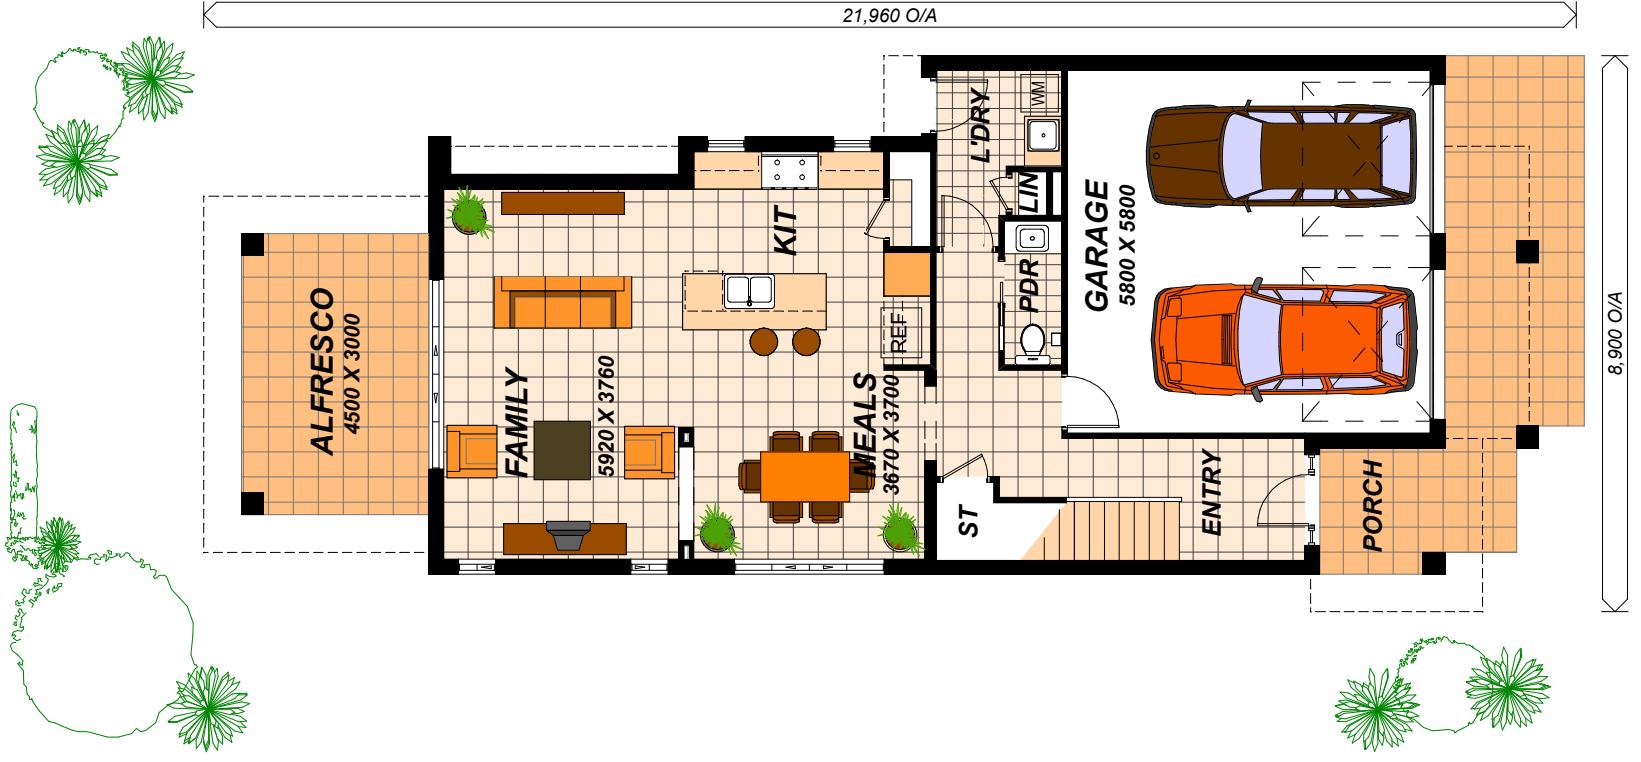 21,960 O/A
8,900 O/A
ALFRESCO
4500 X 3000
FAMILY
5920 X 3760
KIT
REF
MEALS
3670 X 3700
L'DRY
WM
LIN
PDR
GARAGE
5800 X 5800
ST
ENTRY
PORCH